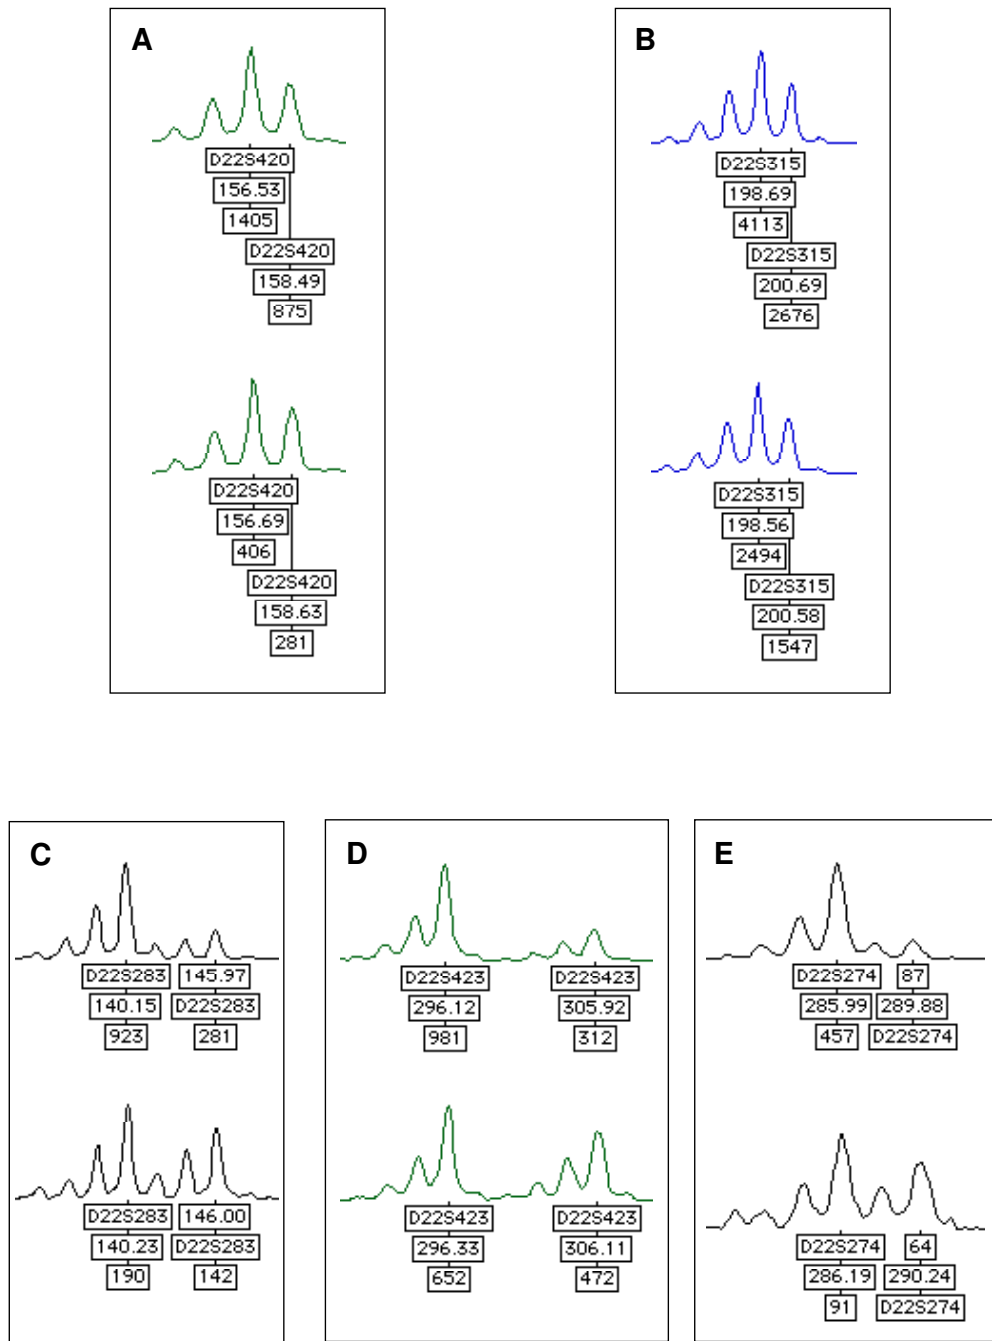 A
D22S420
156.53
1405
D22S420
158.49
875
D22S420
156.69
406
D22S420
158.63
281
B
D22S315
198.69
4113
D22S315
200.69
2676
D22S315
198.56
2494
D22S315
200.58
1547
C
D22S283 145.97
140.15 D22S283
923 281
D22S283 146.00
140.23 D22S283
190 142
D
D22S423 D22S423
296.12 305.92
981 312
D22S423 D22S423
296.33 306.11
652 472
E
D22S274 87
285.99 289.88
457 D22S274
D22S274 64
286.19 290.24
91 D22S274